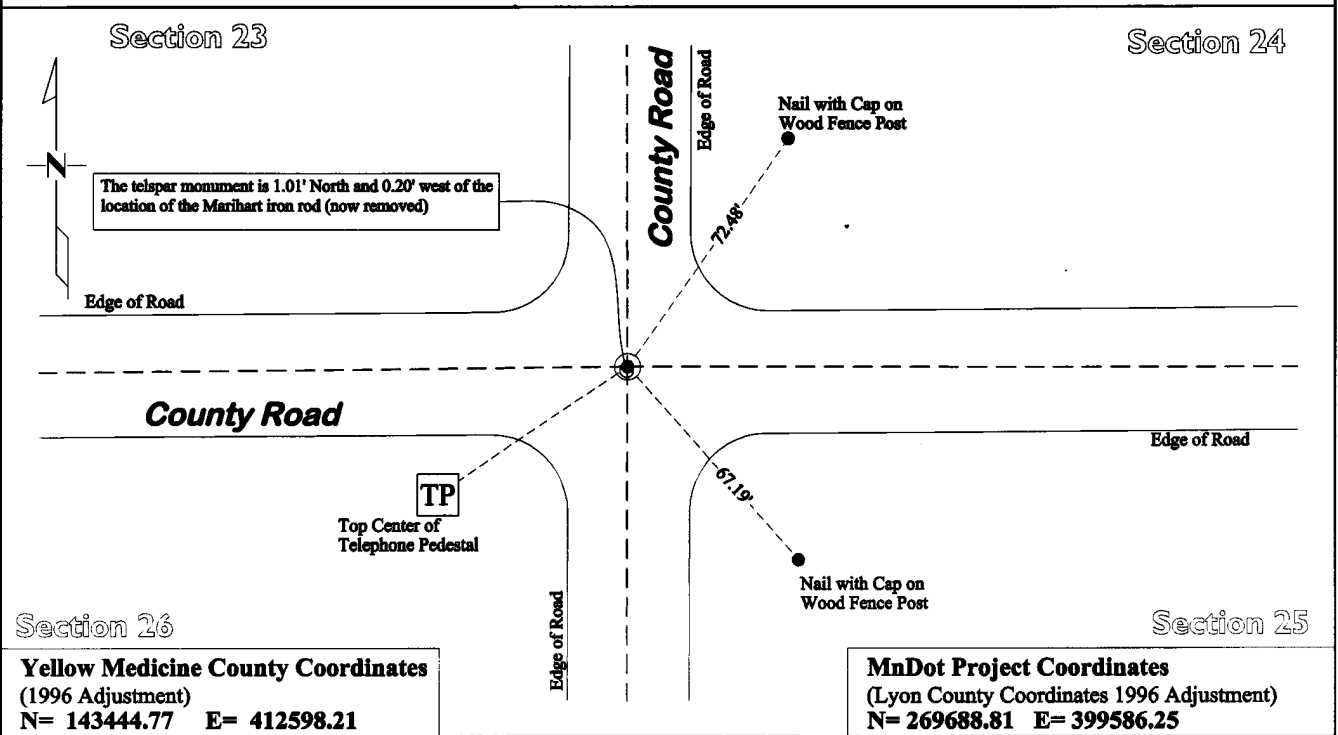 Section 23
Section 24
County Road
Edge of Road
Nail with Cap on
Wood Fence Post
N
The telspar monument is 1.01' North and 0.20' west of the
location of the Marihart iron rod (now removed)
72.48'
Edge of Road
County Road
Edge of Road
TP
67.19'
Top Center of
Telephone Pedestal
Nail with Cap on
Wood Fence Post
Edge of Road
Section 26
Section 25
Yellow Medicine County Coordinates
(1996 Adjustment)
N= 143444.77 E= 412598.21
MnDot Project Coordinates
(Lyon County Coordinates 1996 Adjustment)
N= 269688.81 E= 399586.25